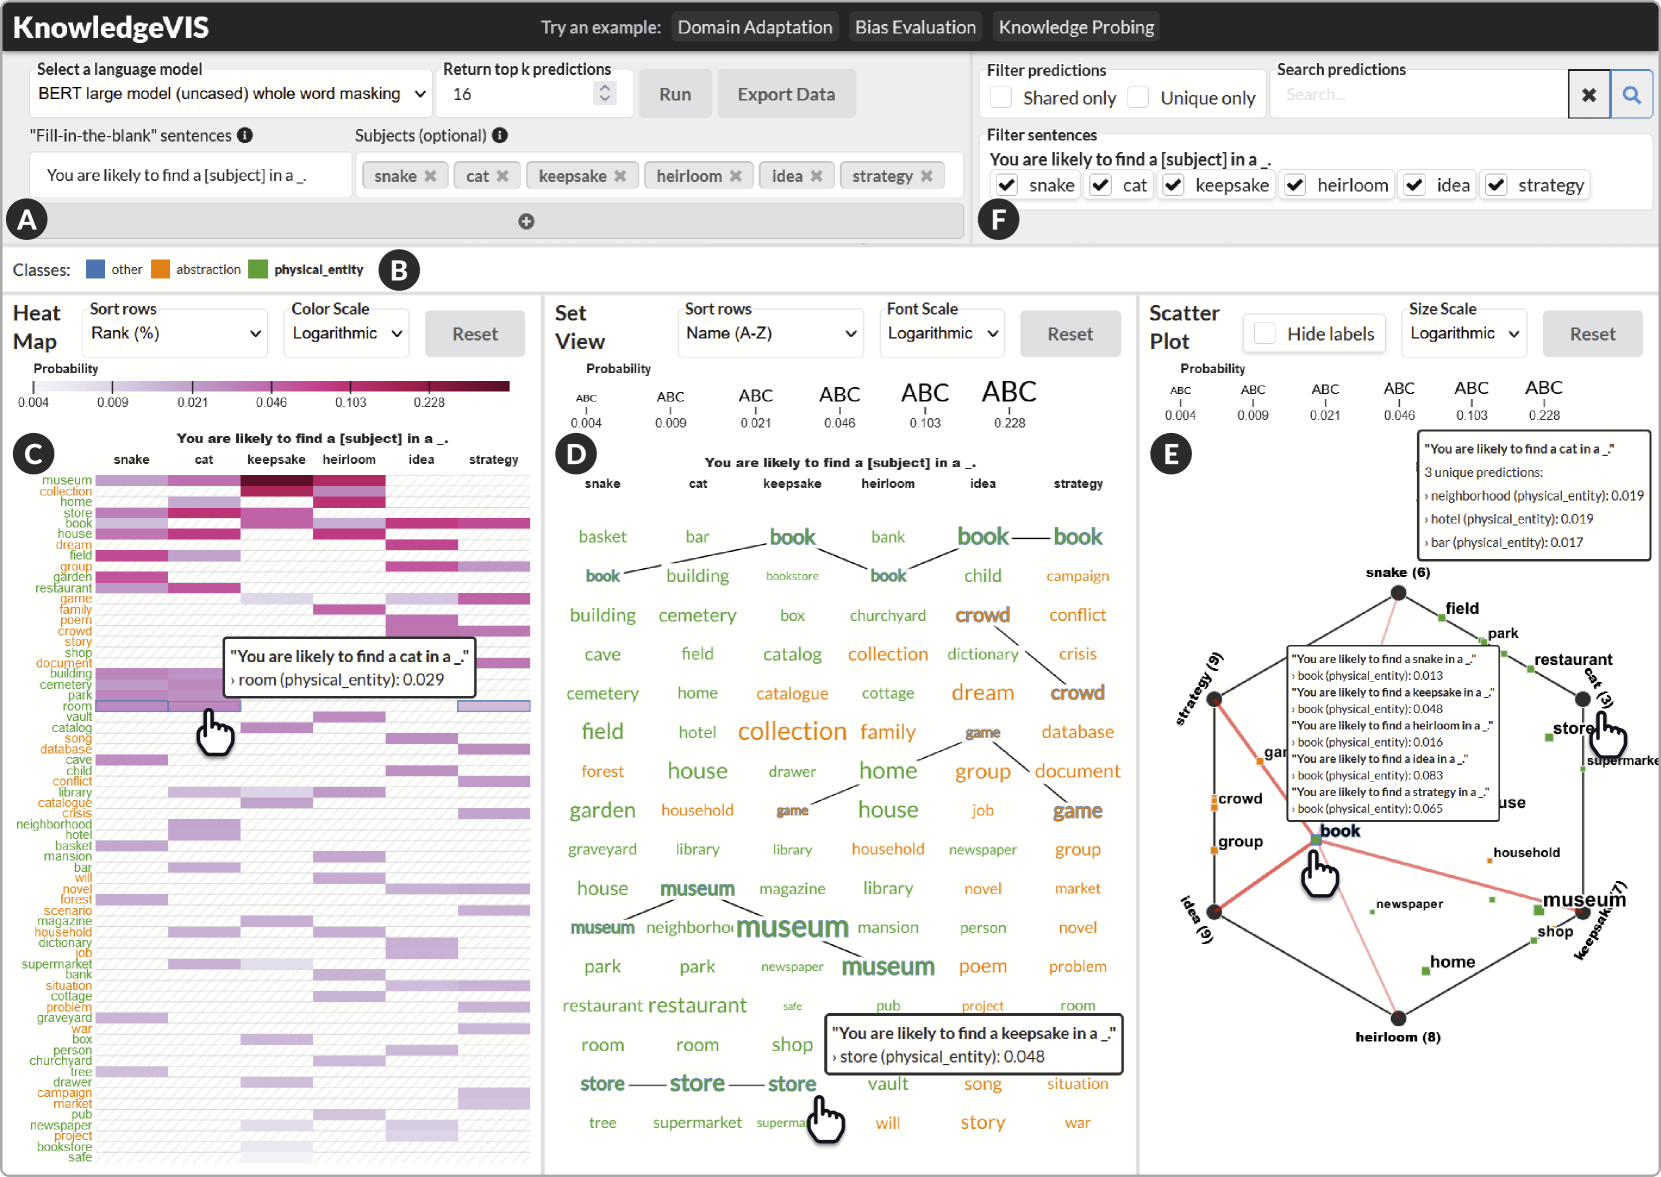 KnowledgeVIS
Try an example: Domain Adaptation Bias Evaluation Knowledge Probing
Select a language model
BERT large model (uncased) whole word masking
Return top k predictions
16
Run
Export Data
"Fill-in-the-blank" sentences
You are likely to find a [subject] in a _.
Subjects (optional)
snake cat keepsake heirloom idea strategy
A
Filter predictions
Shared only Unique only
Search predictions
Search...
Filter sentences
You are likely to find a [subject] in a _.
snake cat keepsake heirloom idea strategy
F
Classes: other abstraction physical_entity
B
Heat Map
Sort rows
Rank (%)
Color Scale
Logarithmic
Reset
Probability
0.004 0.009 0.021 0.046 0.103 0.228
C
You are likely to find a [subject] in a _.
snake cat keepsake heirloom idea strategy
museum
collection
home
store
book
house
dream
field
group
garden
restaurant
game
family
poem
crowd
story
shop
document
building
cemetery
park
room
vault
catalog
song
database
cave
child
conflict
library
catalogue
crisis
neighborhood
hotel
basket
mansion
bar
will
novel
forest
scenario
magazine
household
dictionary
job
supermarket
bank
situation
cottage
problem
graveyard
war
box
person
churchyard
tree
drawer
campaign
market
pub
newspaper
project
bookstore
safe
"You are likely to find a cat in a _."
› room (physical_entity): 0.029
Set View
Sort rows
Name (A-Z)
Font Scale
Logarithmic
Reset
Probability
ABC ABC ABC ABC ABC ABC
0.004 0.009 0.021 0.046 0.103 0.228
D
You are likely to find a [subject] in a _.
snake cat keepsake heirloom idea strategy
basket bar book bank book book
book building bookstore book child campaign
building cemetery box churchyard crowd conflict
cave field catalog collection dictionary crisis
cemetery home catalogue cottage dream crowd
field hotel collection family game database
forest house drawer home group document
garden household game house job game
graveyard library library household newspaper group
house museum magazine library novel market
museum neighborho museum mansion person novel
park park newspaper museum poem problem
restaurant restaurant safe pub project room
room room shop
"You are likely to find a keepsake in a _."
› store (physical_entity): 0.048
store store store vault song situation
tree supermarket superma will story war
Scatter Plot
Hide labels
Size Scale
Logarithmic
Reset
Probability
ABC ABC ABC ABC ABC ABC
0.004 0.009 0.021 0.046 0.103 0.228
E
"You are likely to find a cat in a _."
3 unique predictions:
› neighborhood (physical_entity): 0.019
› hotel (physical_entity): 0.019
› bar (physical_entity): 0.017
snake (6)
field
park
restaurant
strategy (9)
cat (3)
"You are likely to find a snake in a _."
› book (physical_entity): 0.013
"You are likely to find a keepsake in a _."
› book (physical_entity): 0.048
"You are likely to find a heirloom in a _."
› book (physical_entity): 0.016
"You are likely to find a idea in a _."
› book (physical_entity): 0.083
"You are likely to find a strategy in a _."
› book (physical_entity): 0.065
store
gar
supermarke
crowd
use
book
group
household
museum
newspaper
idea (9)
keepsake (7)
shop
home
heirloom (8)